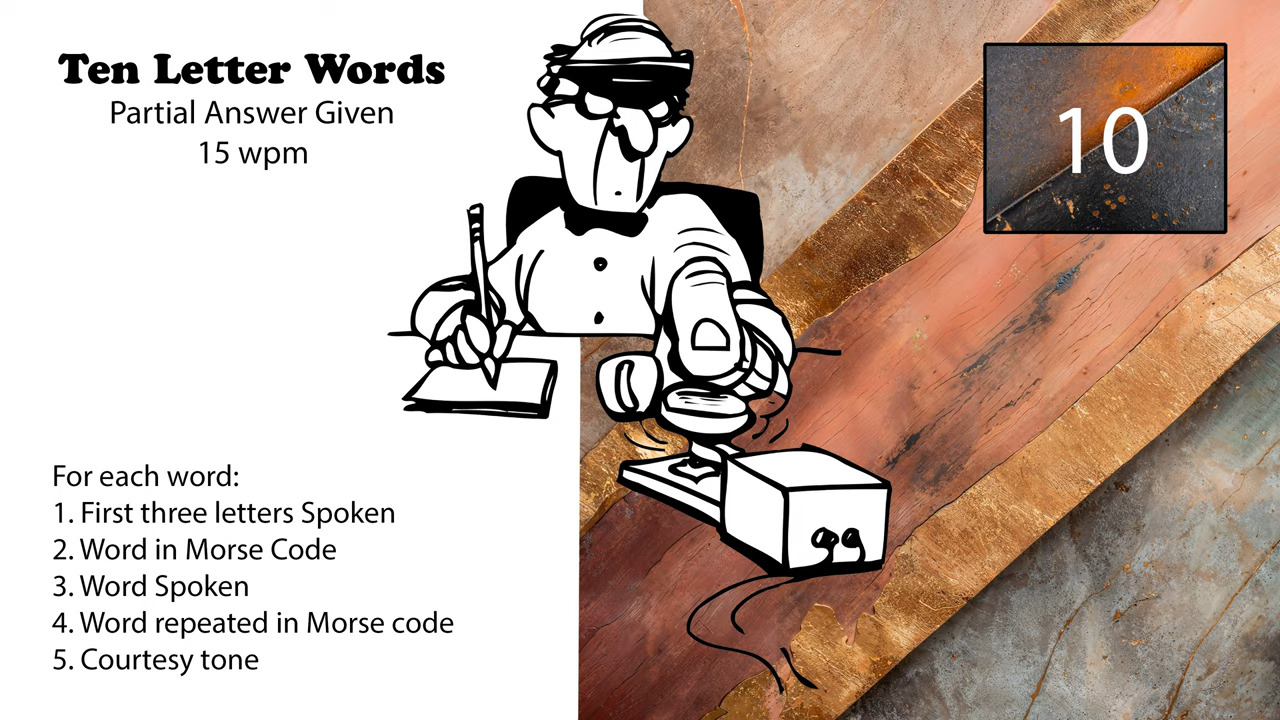 Ten Letter Words
Partial Answer Given
15 wpm
10
For each word:
1. First three letters Spoken
2. Word in Morse Code
3. Word Spoken
4. Word repeated in Morse code
5. Courtesy tone